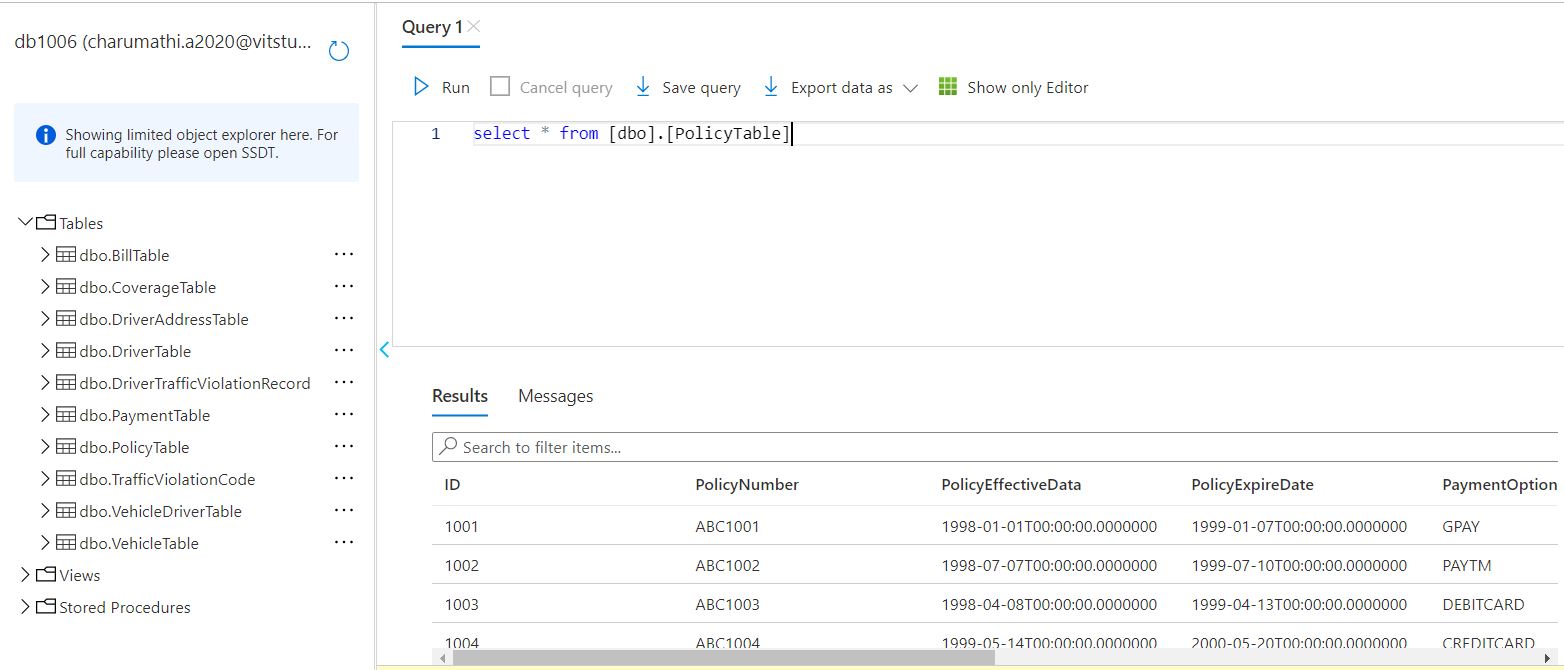 db1006 (charumathi.a2020@vitstu...
Showing limited object explorer here. For
full capability please open SSDT.
Tables
dbo.BillTable ...
dbo.CoverageTable ...
dbo.DriverAddressTable ...
dbo.DriverTable ...
dbo.DriverTrafficViolationRecord ...
dbo.PaymentTable ...
dbo.PolicyTable ...
dbo.TrafficViolationCode ...
dbo.VehicleDriverTable ...
dbo.VehicleTable ...
Views
Stored Procedures
Query 1
Run Cancel query Save query Export data as Show only Editor
1 select * from [dbo].[PolicyTable]
Results Messages
Search to filter items...
ID PolicyNumber PolicyEffectiveData PolicyExpireDate PaymentOption
1001 ABC1001 1998-01-01T00:00:00.0000000 1999-01-07T00:00:00.0000000 GPAY
1002 ABC1002 1998-07-07T00:00:00.0000000 1999-07-10T00:00:00.0000000 PAYTM
1003 ABC1003 1998-04-08T00:00:00.0000000 1999-04-13T00:00:00.0000000 DEBITCARD
1004 ABC1004 1999-05-14T00:00:00.0000000 2000-05-20T00:00:00.0000000 CREDITCARD